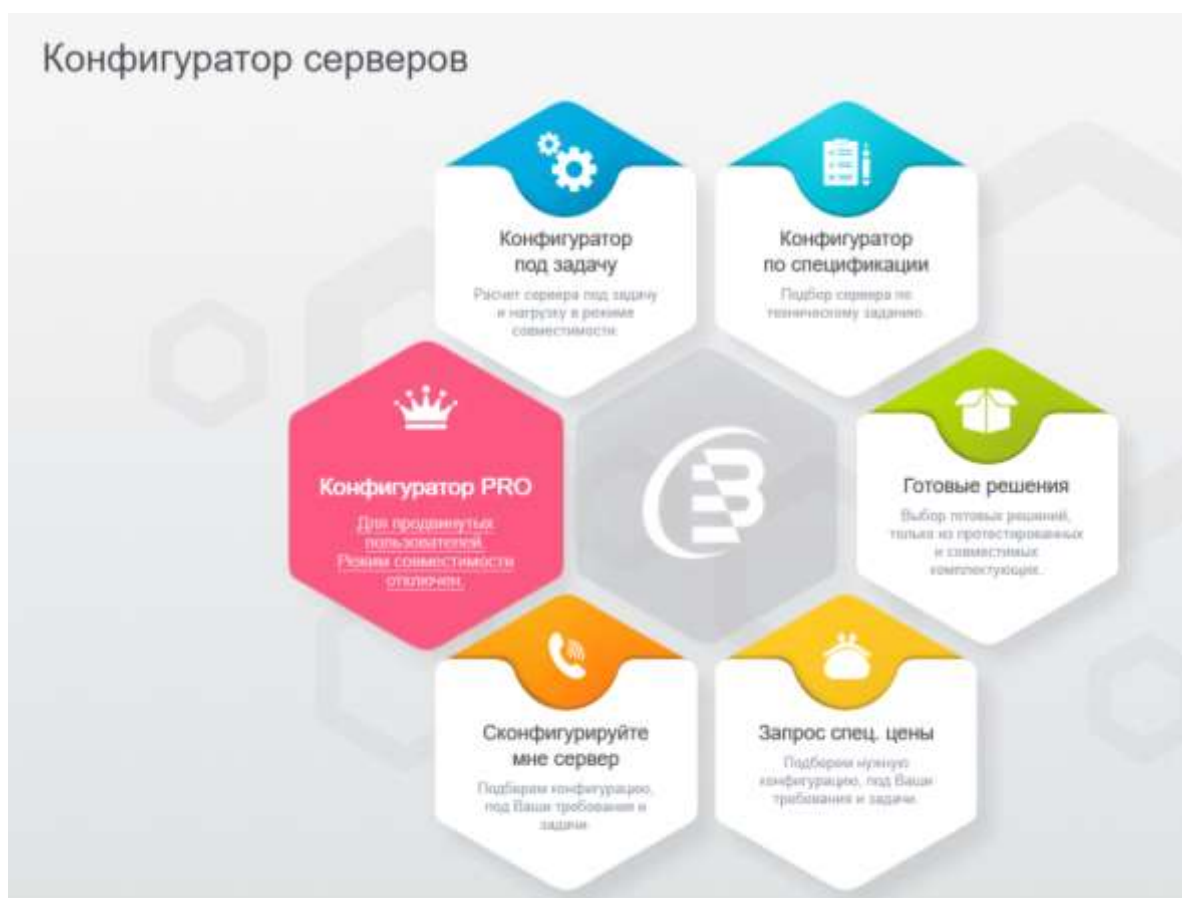 Конфигуратор серверов
Конфигуратор
под задачу
Расчет сервера под задачу
и нагрузку в режиме
совместимости.
Конфигуратор
по спецификации
Подбор сервера по
техническому заданию.
Конфигуратор PRO
Для продвинутых
пользователей.
Режим совместимости
отключен.
Готовые решения
Выбор готовых решений,
только из протестированных
и совместимых
комплектующих.
Сконфигурируйте
мне сервер
Подберем конфигурацию,
под Ваши требования и
задачи.
Запрос спец. цены
Подберем нужную
конфигурацию, под Ваши
требования и задачи.